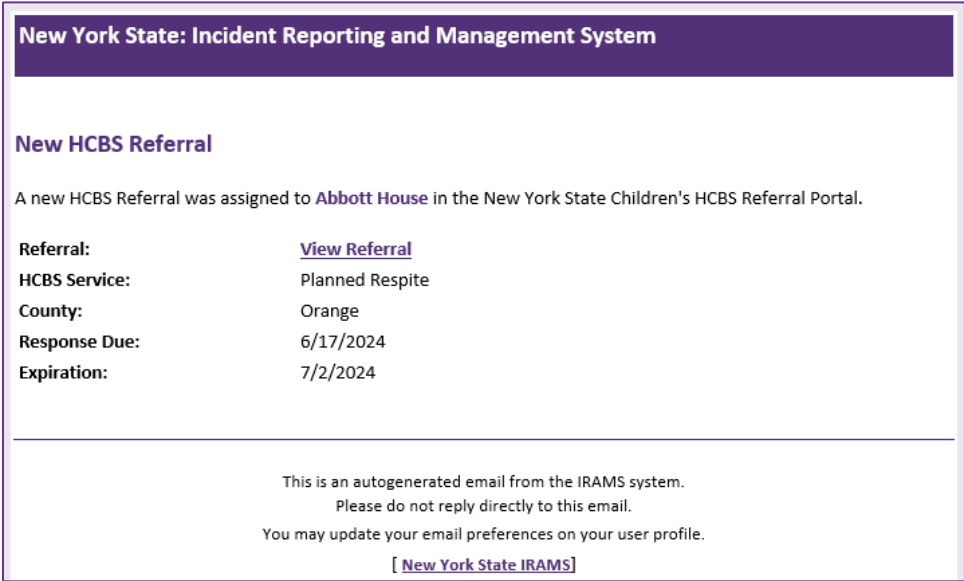 New York State: Incident Reporting and Management System
New HCBS Referral
A new HCBS Referral was assigned to Abbott House in the New York State Children's HCBS Referral Portal.
Referral: View Referral
HCBS Service: Planned Respite
County: Orange
Response Due: 6/17/2024
Expiration: 7/2/2024
This is an autogenerated email from the IRAMS system.
Please do not reply directly to this email.
You may update your email preferences on your user profile.
[ New York State IRAMS]